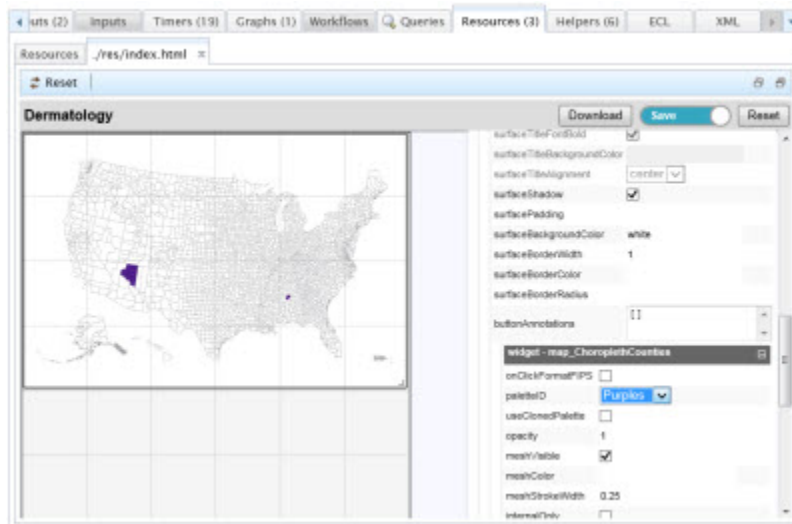 uts (2) Inputs Timers (19) Graphs (1) Workflows Queries Resources (3) Helpers (6) ECL XML
Resources ./res/index.html
Reset
Dermatology Download Save Reset
surfaceTitleFontBold
surfaceTitleBackgroundColor
surfaceTitleAlignment center
surfaceShadow
surfacePadding
surfaceBackgroundColor white
surfaceBorderWidth 1
surfaceBorderColor
surfaceBorderRadius
buttonAnnotations []
widget - map_ChoroplethCounties
onClickFormatFIPS
paletteID Purples
useClonedPalette
opacity 1
meshVisible
meshColor
meshStrokeWidth 0.25
internalOnly